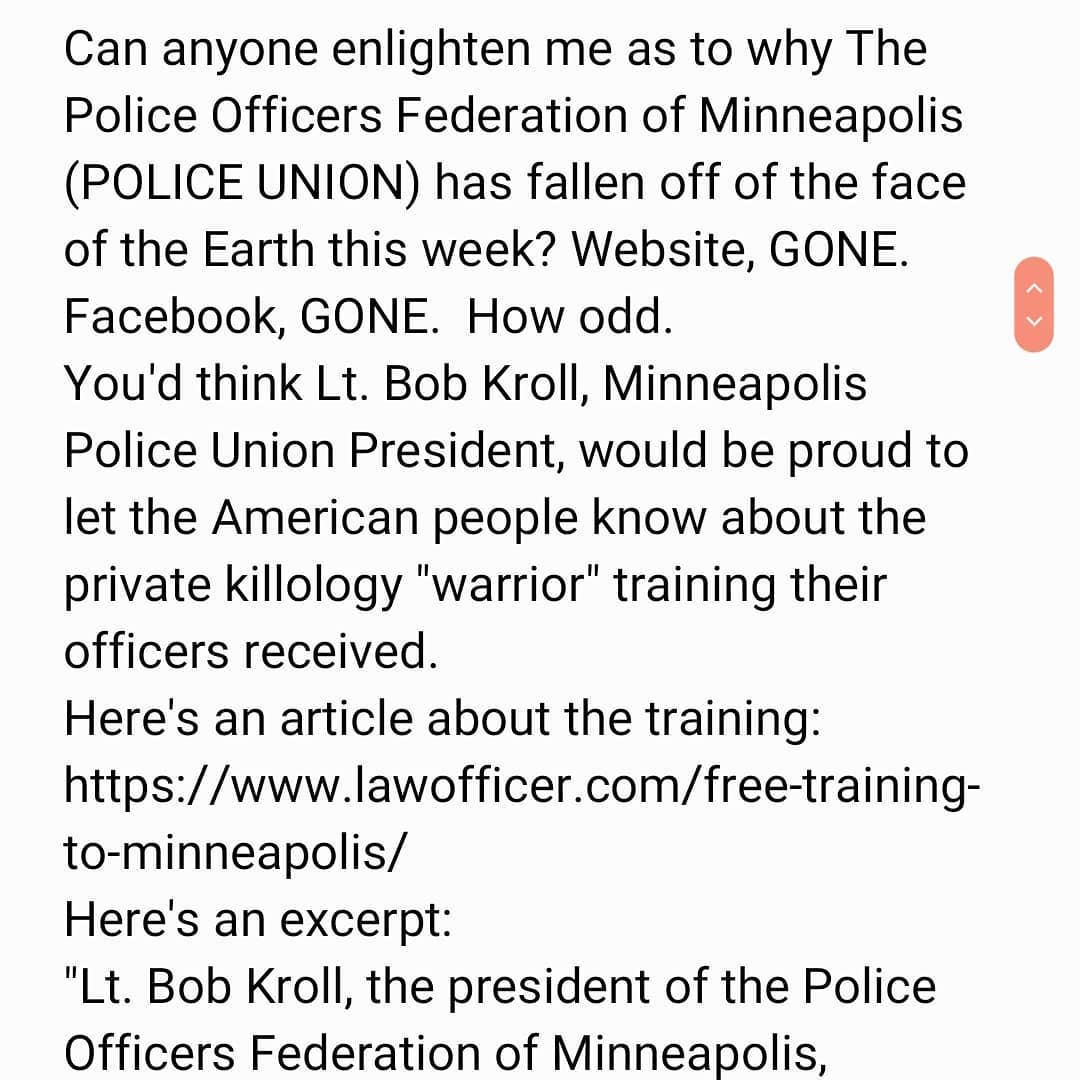 Can anyone enlighten me as to why The
Police Officers Federation of Minneapolis
(POLICE UNION) has fallen off of the face
of the Earth this week? Website, GONE.
Facebook, GONE.  How odd.
You'd think Lt. Bob Kroll, Minneapolis
Police Union President, would be proud to
let the American people know about the
private killology "warrior" training their
officers received.
Here's an article about the training:
https://www.lawofficer.com/free-training-
to-minneapolis/
Here's an excerpt:
"Lt. Bob Kroll, the president of the Police
Officers Federation of Minneapolis,